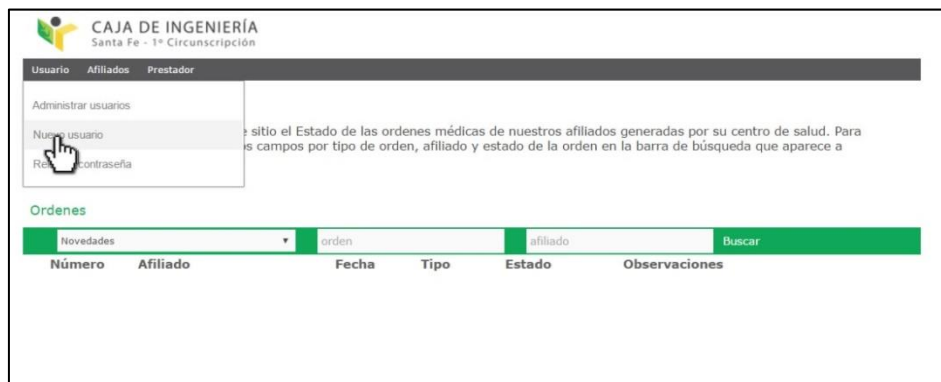 CAJA DE INGENIERÍA
Santa Fe - 1º Circunscripción
Usuario Afiliados Prestador
Administrar usuarios
usuario
sitio el Estado de las ordenes médicas de nuestros afiliados generadas por su centro de salud. Para
campos por tipo de orden, afiliado y estado de la orden en la barra de búsqueda que aparece a
contraseña
Ordenes
Novedades orden afiliado Buscar
Número Afiliado Fecha Tipo Estado Observaciones